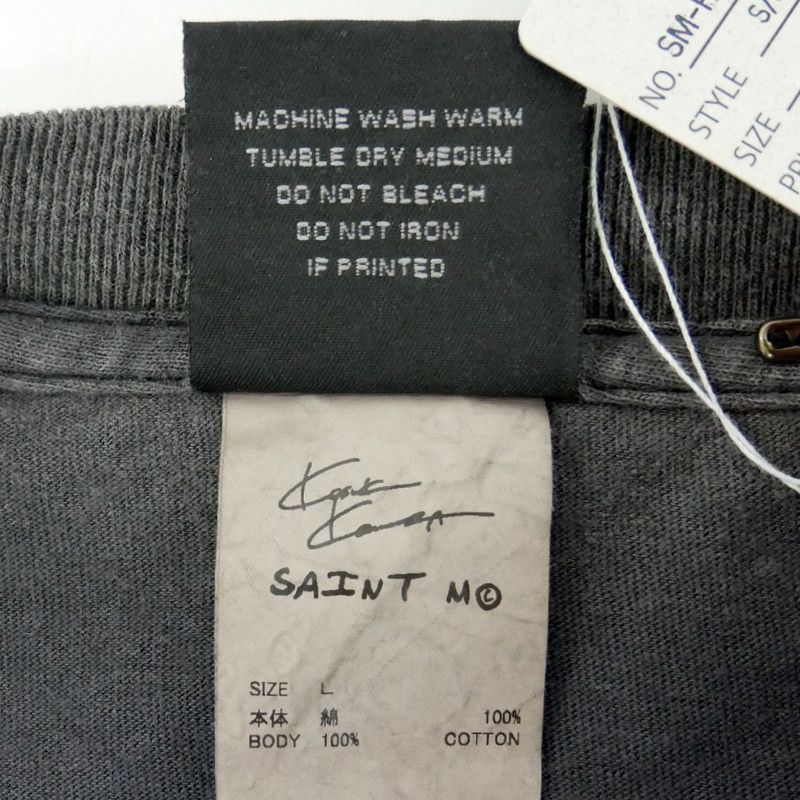 MACHINE WASH WARM
TUMBLE DRY MEDIUM
DO NOT BLEACH
DO NOT IRON
IF PRINTED
NO. SM-
STYLE S/
SIZE
SAINT M©
SIZE L
本体 綿 100%
BODY 100% COTTON